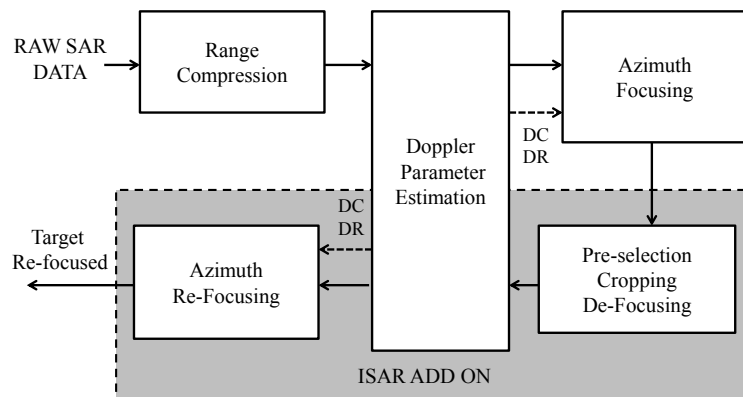 RAW SAR
DATA
Range
Compression
Doppler
Parameter
Estimation
DC
DR
Azimuth
Focusing
Target
Re-focused
Azimuth
Re-Focusing
DC
DR
Pre-selection
Cropping
De-Focusing
ISAR ADD ON